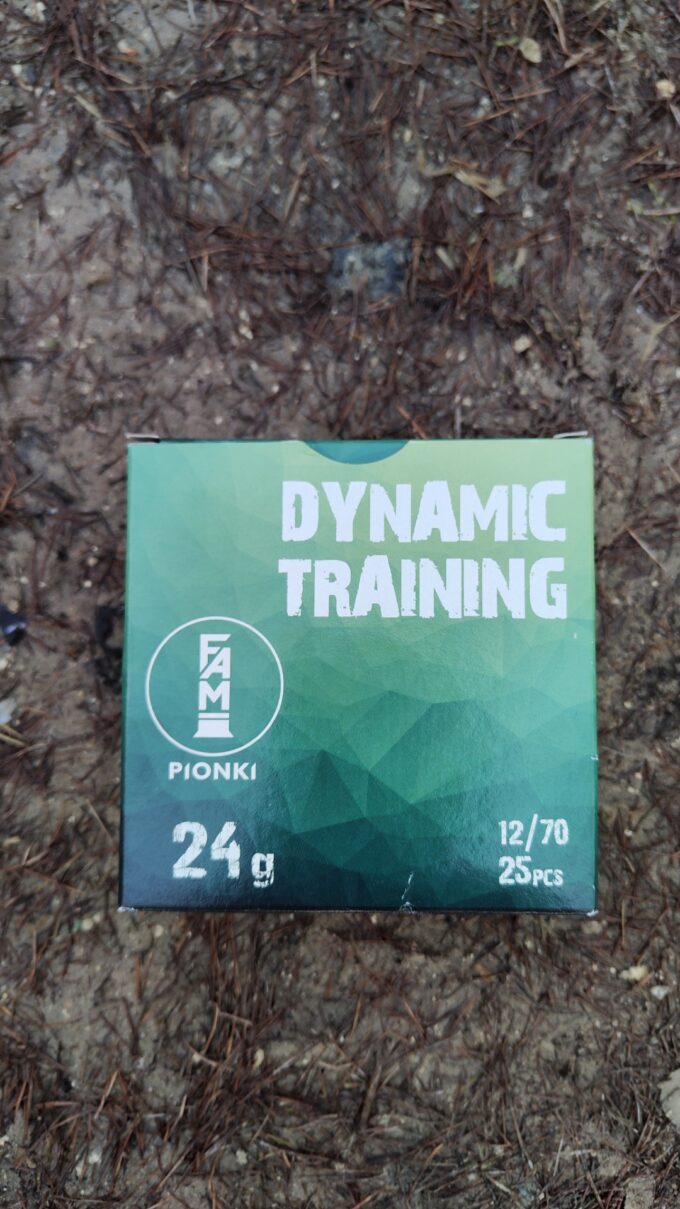 DYNAMIC
TRAINING
FAM
PIONKI
24g
12/70
25PCS